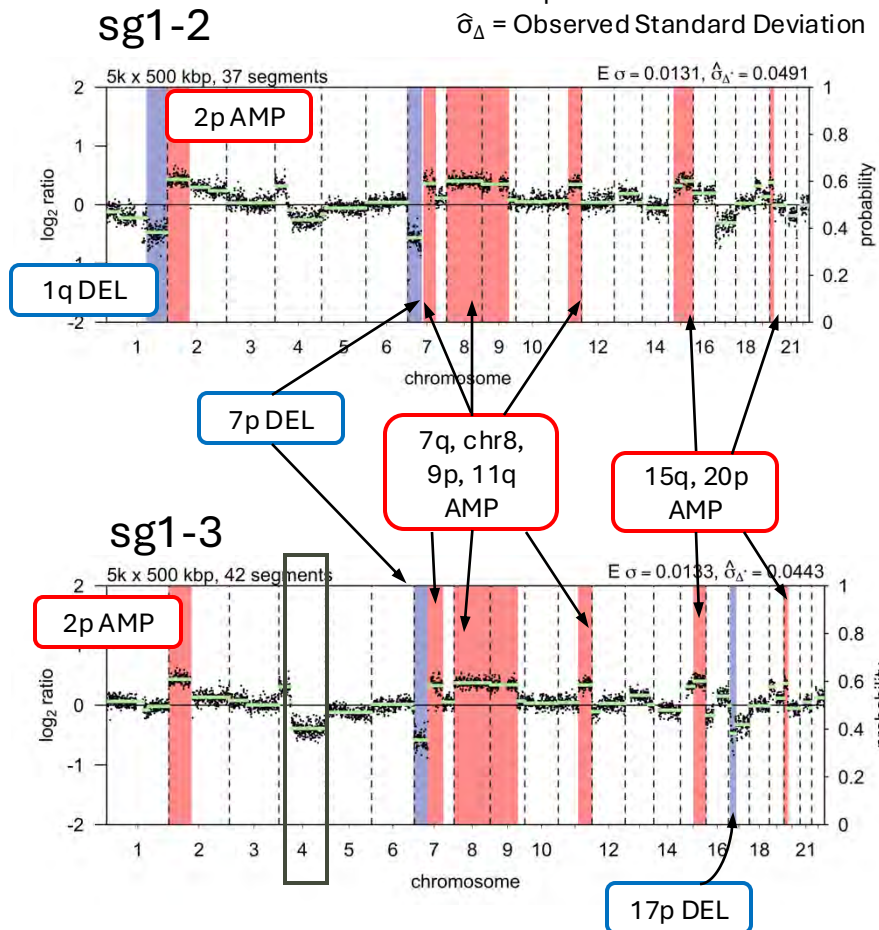 sg1-2
σ̂Δ = Observed Standard Deviation
5k x 500 kbp, 37 segments
E σ = 0.0131, σ̂Δ* = 0.0491
2p AMP
1q DEL
log2 ratio
2
1
0
-1
-2
probability
1
0.8
0.6
0.4
0.2
0
1 2 3 4 5 6 7 8 9 10 12 14 16 18 21
chromosome
7p DEL
7q, chr8,
9p, 11q
AMP
15q, 20p
AMP
sg1-3
5k x 500 kbp, 42 segments
E σ = 0.0133, σ̂Δ* = 0.0443
2p AMP
log2 ratio
2
0
-1
-2
1
0.8
0.6
0.4
0.2
0
1 2 3 4 5 6 7 8 9 10 12 14 16 18 21
chromosome
17p DEL